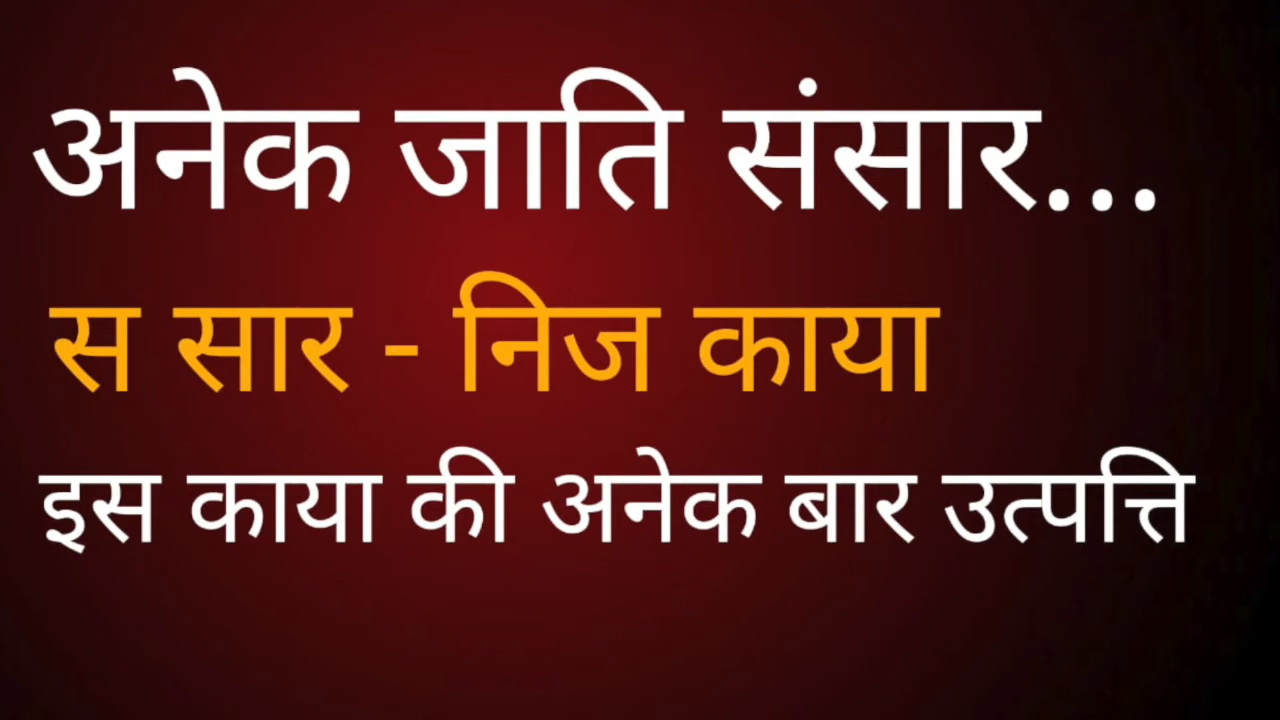 अनेक जाति संसार...
स सार - निज काया
इस काया की अनेक बार उत्पत्ति